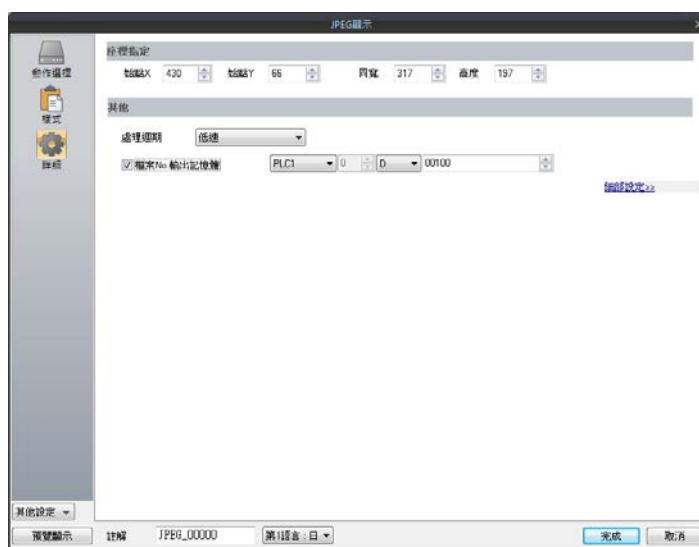 JPEG顯示
動作選擇
樣式
詳細
座標指定
始點X 430 始點Y 66 闊寬 317 高度 197
其他
處理週期 低速
檔案No.輸出記憶體 PLC1 0 D 00100
細部設定>>
其他設定
預覽顯示 註解 JPEG_00000 第1語言:日 完成 取消